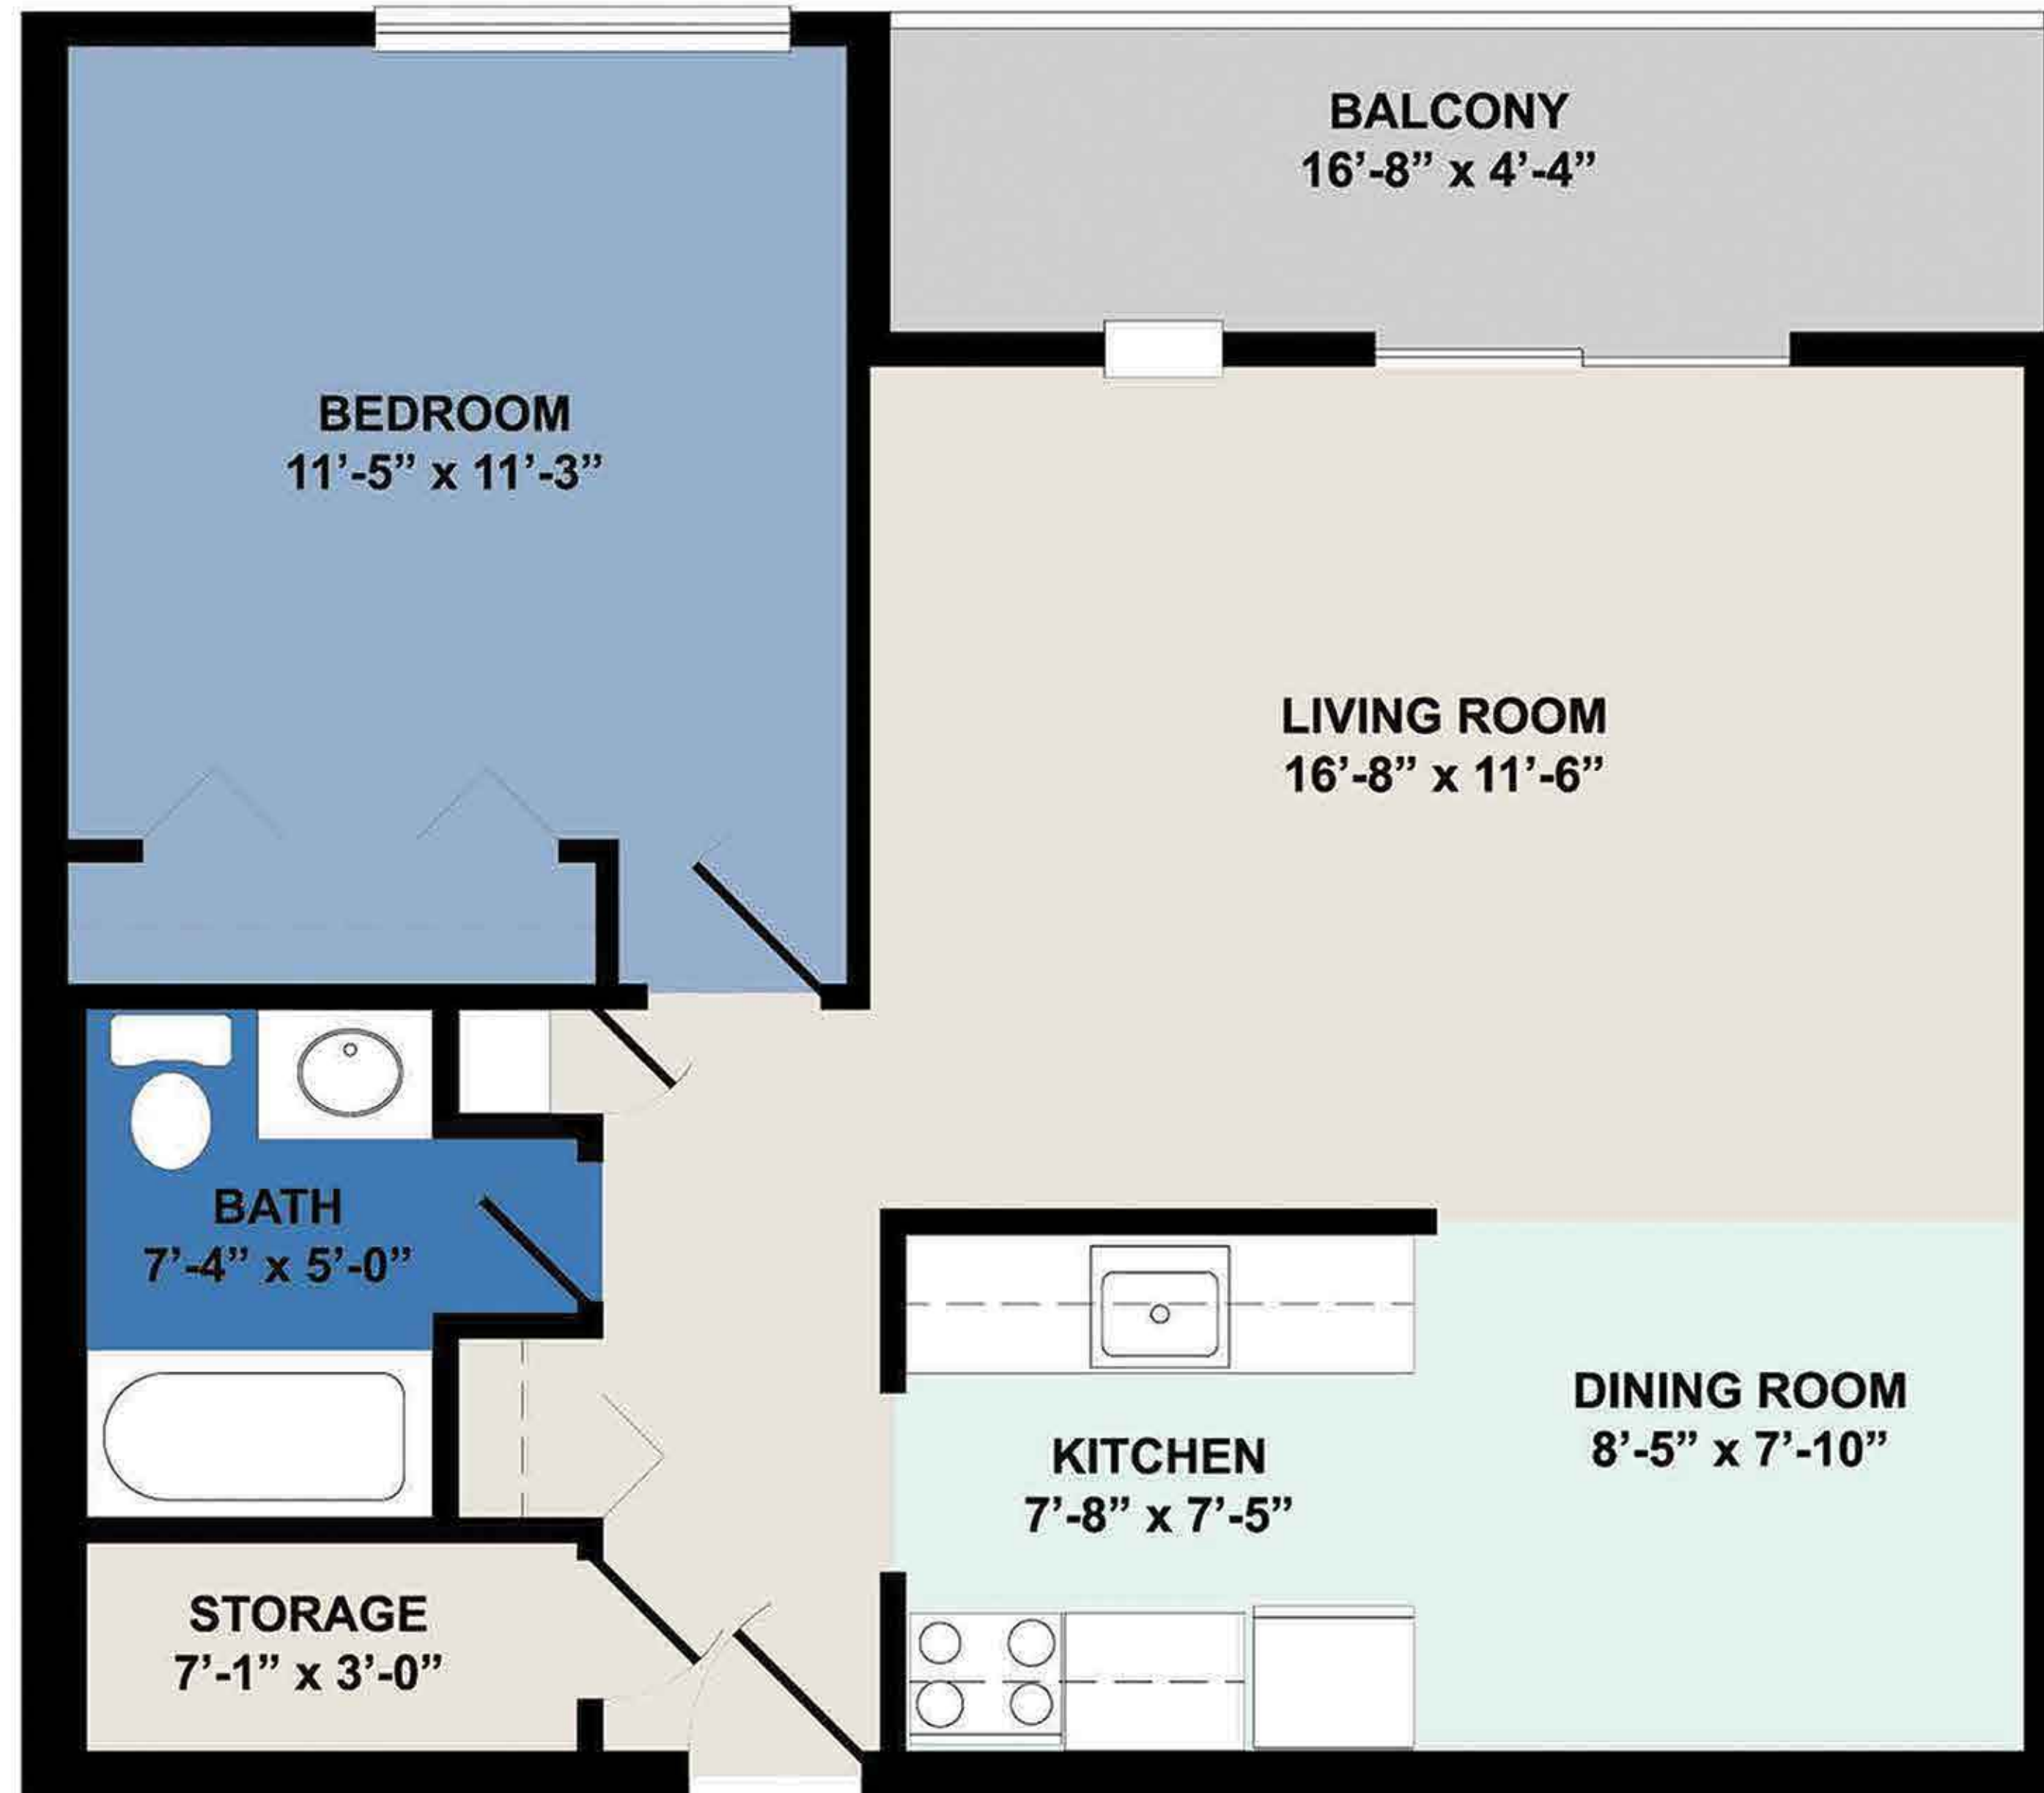 BALCONY
16’-8” x 4’-4”
BEDROOM
11’-5” x 11’-3”
LIVING ROOM
16’-8” x 11’-6”
BATH
7’-4” x 5’-0”
DINING ROOM
8’-5” x 7’-10”
KITCHEN
7’-8” x 7’-5”
STORAGE
7’-1” x 3’-0”